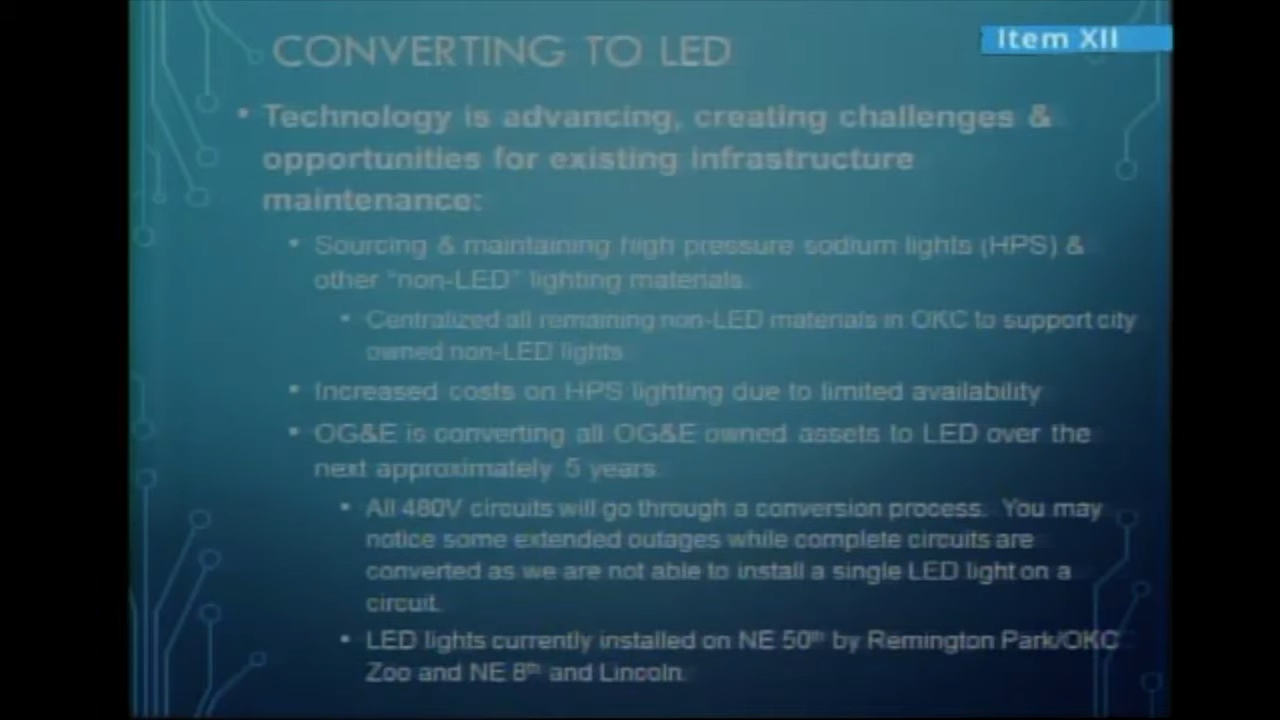 CONVERTING TO LED
Item XII
• Technology is advancing, creating challenges &
opportunities for existing infrastructure
maintenance:
• Sourcing & maintaining high pressure sodium lights (HPS) &
other "non-LED" lighting materials.
• Centralized all remaining non-LED materials in OKC to support city
owned non-LED lights
• Increased costs on HPS lighting due to limited availability
• OG&E is converting all OG&E owned assets to LED over the
next approximately 5 years.
• All 480V circuits will go through a conversion process. You may
notice some extended outages while complete circuits are
converted as we are not able to install a single LED light on a
circuit.
• LED lights currently installed on NE 50th by Remington Park/OKC
Zoo and NE 8th and Lincoln.